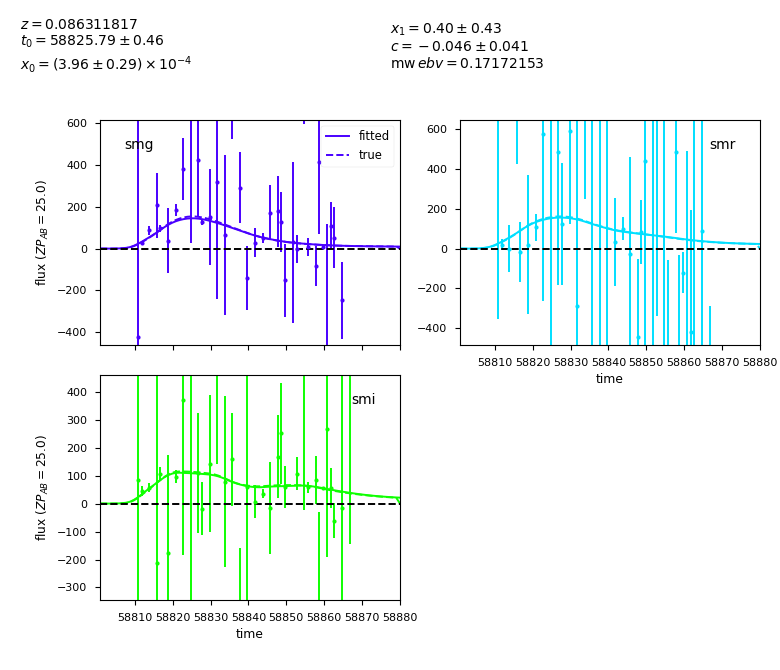 z = 0.086311817
t₀ = 58825.79 ± 0.46
x₀ = (3.96 ± 0.29) × 10⁻⁴
x₁ = 0.40 ± 0.43
c = −0.046 ± 0.041
mw ebv = 0.17172153
600
400
200
0
−200
−400
flux (ZP_AB = 25.0)
smg
fitted
true
600
400
200
0
−200
−400
smr
58810 58820 58830 58840 58850 58860 58870 58880
time
400
300
200
100
0
−100
−200
−300
flux (ZP_AB = 25.0)
smi
58810 58820 58830 58840 58850 58860 58870 58880
time